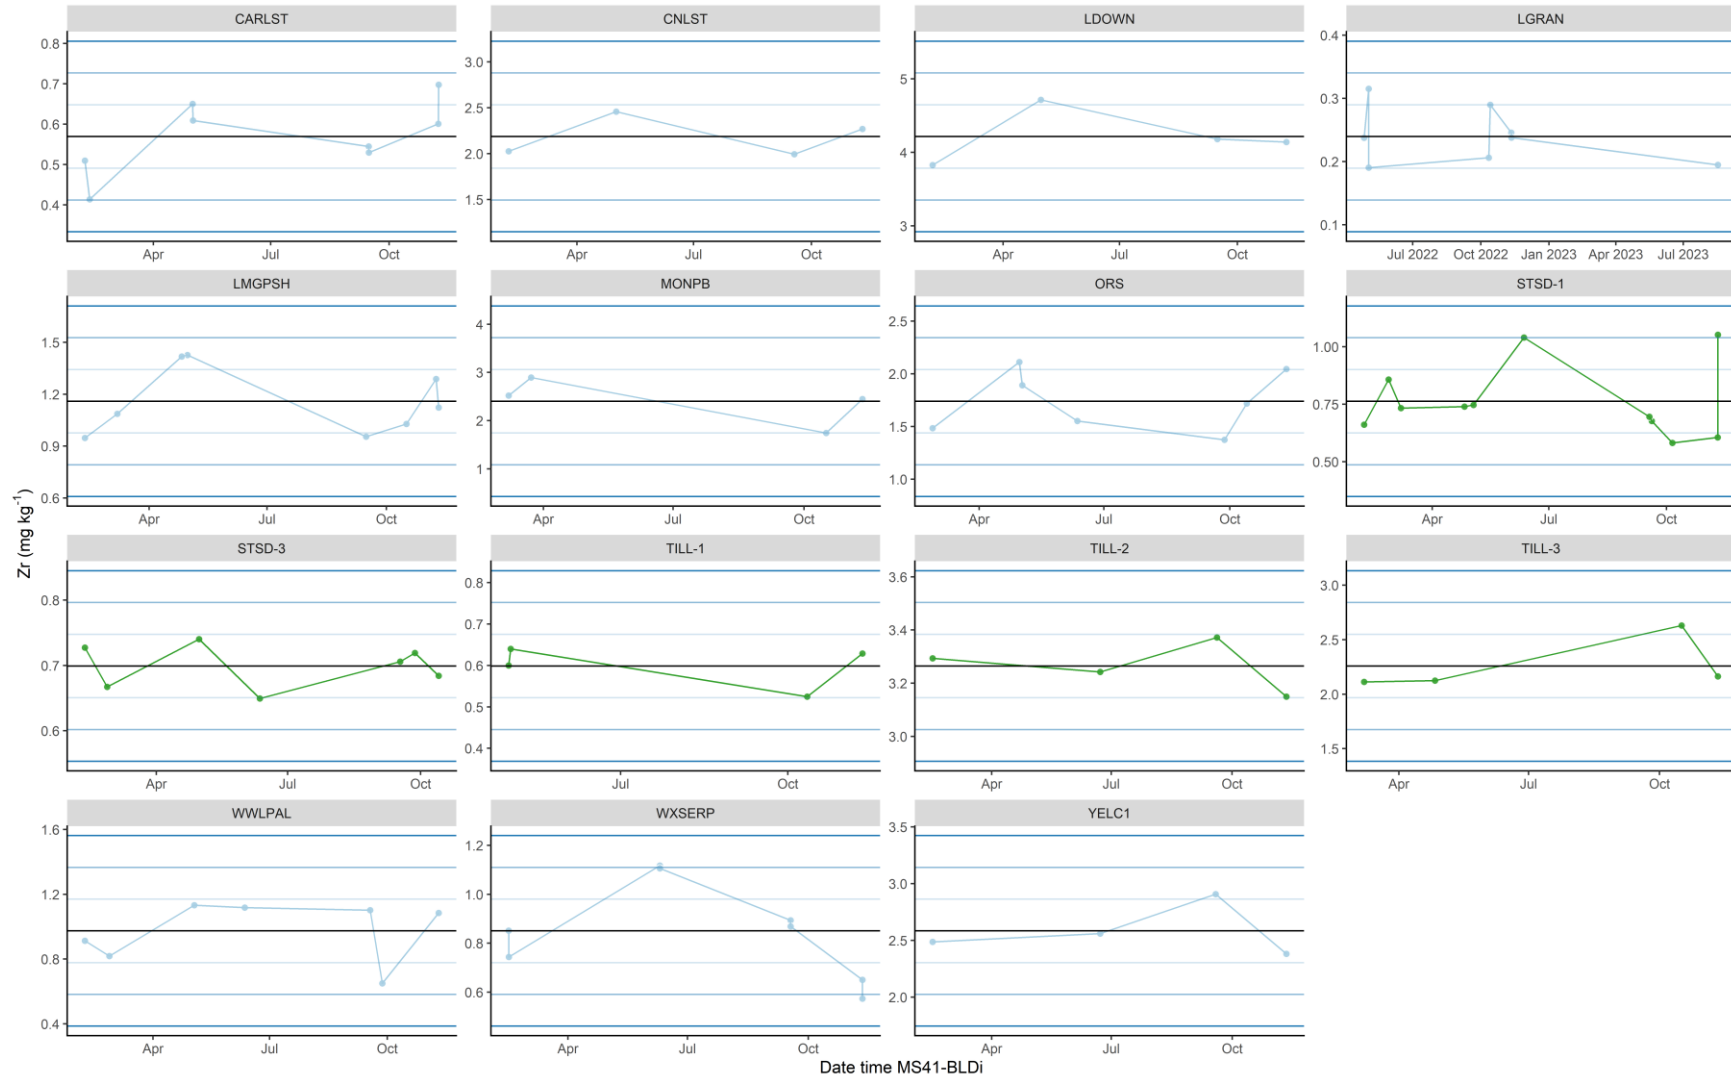 CARLST
CNLST
LDOWN
LGRAN
0.8
0.7
0.6
0.5
0.4
Apr
Jul
Oct
3.0
2.5
2.0
1.5
Apr
Jul
Oct
5
4
3
Apr
Jul
Oct
0.4
0.3
0.2
0.1
Jul 2022
Oct 2022
Jan 2023
Apr 2023
Jul 2023
LMGPSH
MONPB
ORS
STSD-1
1.5
1.2
0.9
0.6
Apr
Jul
Oct
4
3
2
1
Apr
Jul
Oct
2.5
2.0
1.5
1.0
Apr
Jul
Oct
1.00
0.75
0.50
Apr
Jul
Oct
Zr (mg kg⁻¹)
STSD-3
TILL-1
TILL-2
TILL-3
0.8
0.7
0.6
Apr
Jul
Oct
0.8
0.7
0.6
0.5
0.4
Jul
Oct
3.6
3.4
3.2
3.0
Apr
Jul
Oct
3.0
2.5
2.0
1.5
Apr
Jul
Oct
WWLPAL
WXSERP
YELC1
1.6
1.2
0.8
0.4
Apr
Jul
Oct
1.2
1.0
0.8
0.6
Apr
Jul
Oct
3.5
3.0
2.5
2.0
Apr
Jul
Oct
Date time MS41-BLDi